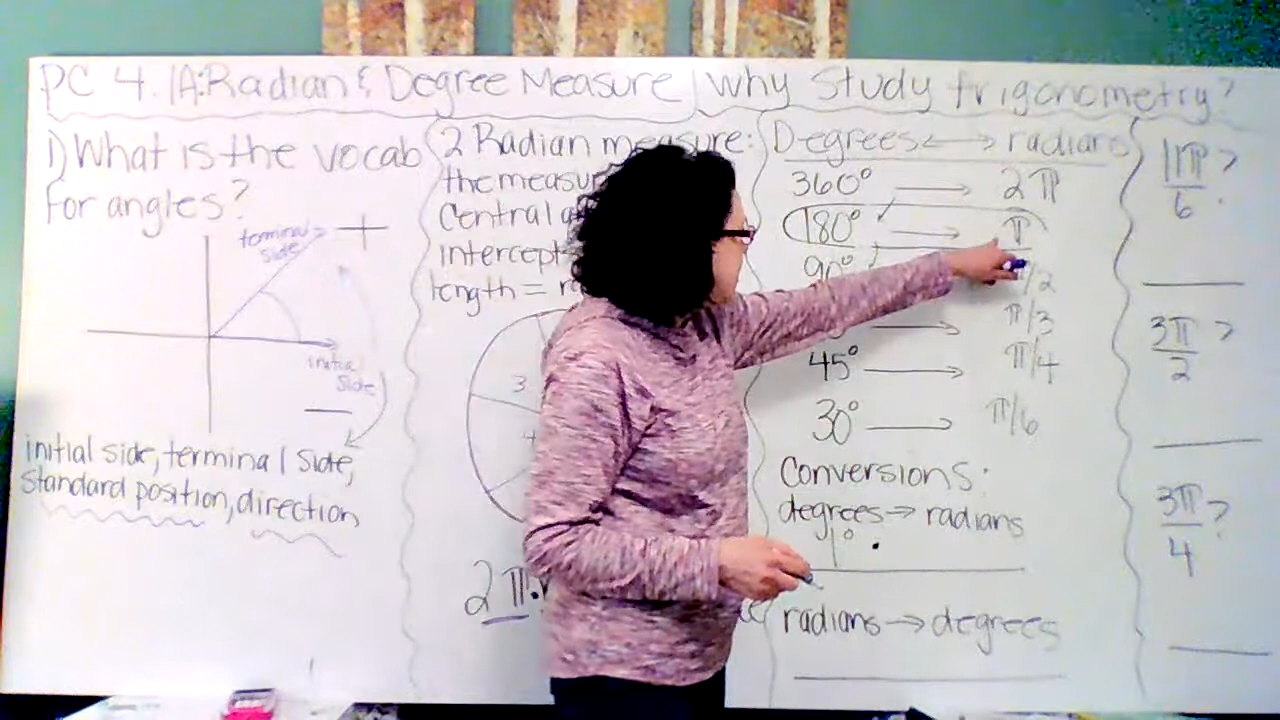 PC 4.1A: Radian & Degree Measure / Why Study trigonometry?
1) What is the vocab
for angles?
terminal
side
+
initial
side
—
initial side, terminal side,
standard position, direction
2 Radian measure:
the measu
Central a
intercept
length = r
3
4
2π.
Degrees ↔ radians
360° → 2π
180° → π
90° /2
→ π/3
45° → π/4
30° → π/6
Conversions:
degrees → radians
1° •
radians → degrees
11π/6 ?
3π/2 ?
3π/4 ?